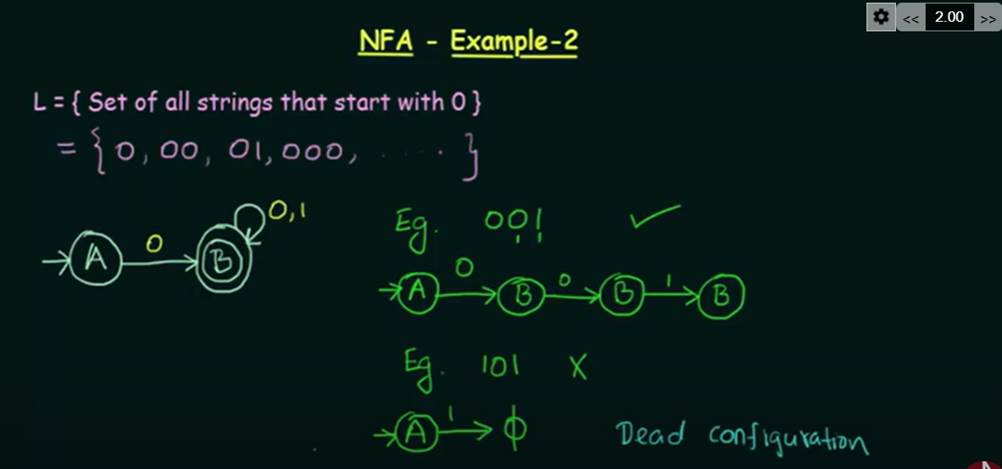 << 2.00 >>
NFA - Example-2
L = { Set of all strings that start with 0 }
= { 0, 00, 01, 000, ..... }
0,1
0
A B
Eg. 001 ✓
0 0 1
A B B B
Eg. 101 X
1
A ϕ Dead configuration